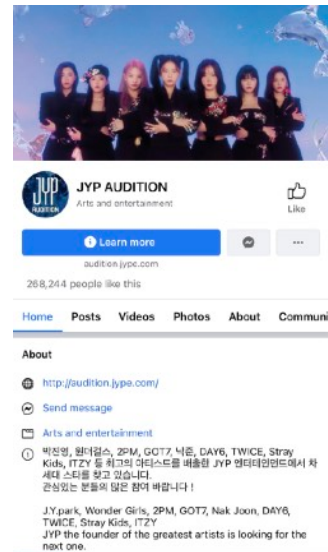 JYP
AUDITION
JYP AUDITION
Arts and entertainment
Like
Learn more
audition.jype.com
268,244 people like this
Home Posts Videos Photos About Communi
About
http://audition.jype.com/
Send message
Arts and entertainment
박진영, 원더걸스, 2PM, GOT7, 낙준, DAY6, TWICE, Stray
Kids, ITZY 등 최고의 아티스트를 배출한 JYP 엔터테인먼트에서 차
세대 스타를 찾고 있습니다.
관심있는 분들의 많은 참여 바랍니다 !
J.Y.park, Wonder Girls, 2PM, GOT7, Nak Joon, DAY6,
TWICE, Stray Kids, ITZY
JYP the founder of the greatest artists is looking for the
next one.